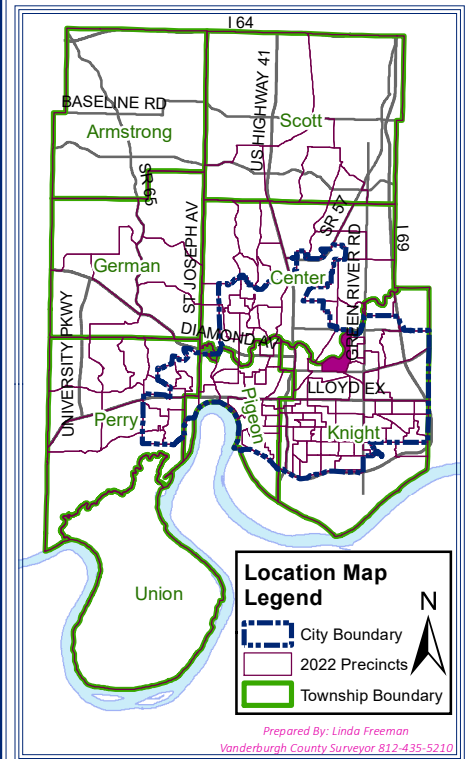 I 64
BASELINE RD
Armstrong
US HIGHWAY 41
Scott
SR 65
SR 57
I 69
German
ST JOSEPH AV
Center
GREEN RIVER RD
UNIVERSITY PKWY
DIAMOND AV
LLOYD EX
Perry
Pigeon
Knight
Union
Location Map
Legend
N
City Boundary
2022 Precincts
Township Boundary
Prepared By: Linda Freeman
Vanderburgh County Surveyor 812-435-5210